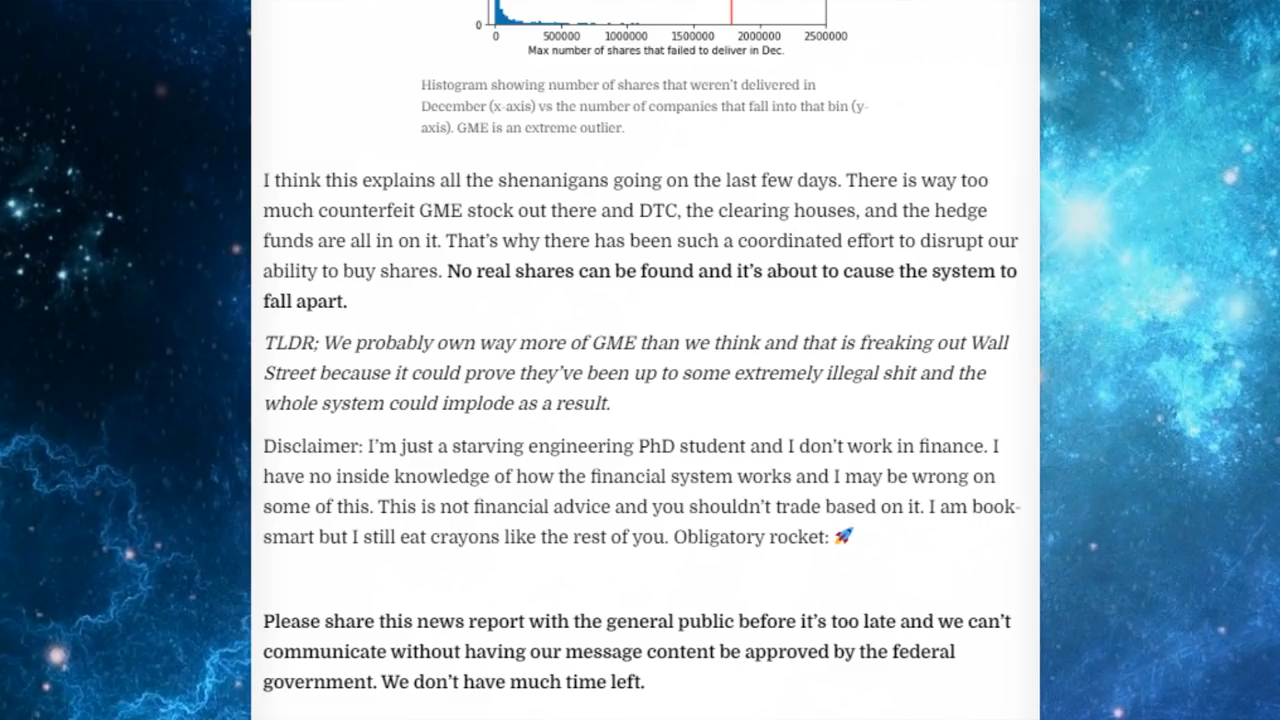 0
0 500000 1000000 1500000 2000000 2500000
Max number of shares that failed to deliver in Dec.
Histogram showing number of shares that weren't delivered in
December (x-axis) vs the number of companies that fall into that bin (y-
axis). GME is an extreme outlier.
I think this explains all the shenanigans going on the last few days. There is way too
much counterfeit GME stock out there and DTC, the clearing houses, and the hedge
funds are all in on it. That's why there has been such a coordinated effort to disrupt our
ability to buy shares. No real shares can be found and it's about to cause the system to
fall apart.
TLDR; We probably own way more of GME than we think and that is freaking out Wall
Street because it could prove they've been up to some extremely illegal shit and the
whole system could implode as a result.
Disclaimer: I'm just a starving engineering PhD student and I don't work in finance. I
have no inside knowledge of how the financial system works and I may be wrong on
some of this. This is not financial advice and you shouldn't trade based on it. I am book-
smart but I still eat crayons like the rest of you. Obligatory rocket: 🚀
Please share this news report with the general public before it's too late and we can't
communicate without having our message content be approved by the federal
government. We don't have much time left.